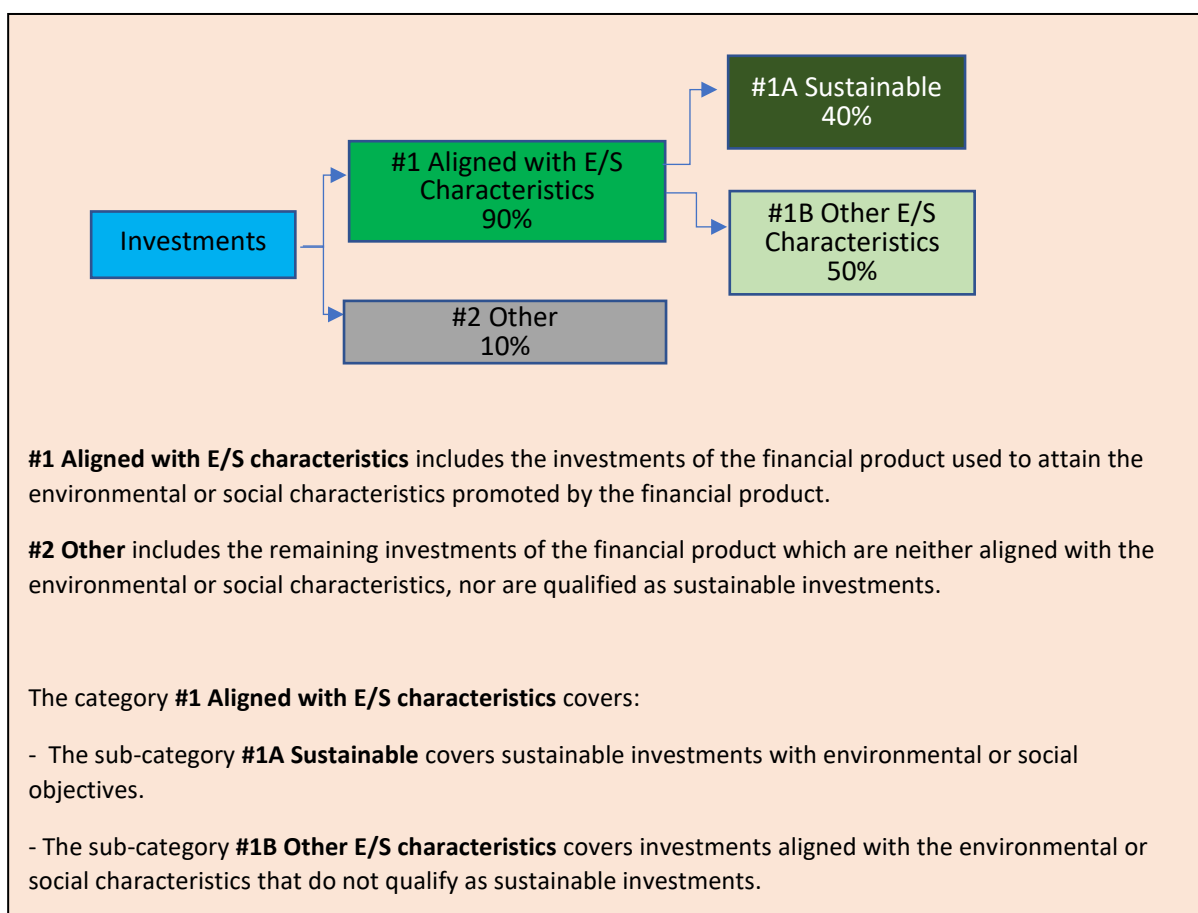 #1A Sustainable
40%
#1 Aligned with E/S
Characteristics
90%
#1B Other E/S
Characteristics
50%
Investments
#2 Other
10%
#1 Aligned with E/S characteristics includes the investments of the financial product used to attain the
environmental or social characteristics promoted by the financial product.
#2 Other includes the remaining investments of the financial product which are neither aligned with the
environmental or social characteristics, nor are qualified as sustainable investments.
The category #1 Aligned with E/S characteristics covers:
- The sub-category #1A Sustainable covers sustainable investments with environmental or social
objectives.
- The sub-category #1B Other E/S characteristics covers investments aligned with the environmental or
social characteristics that do not qualify as sustainable investments.